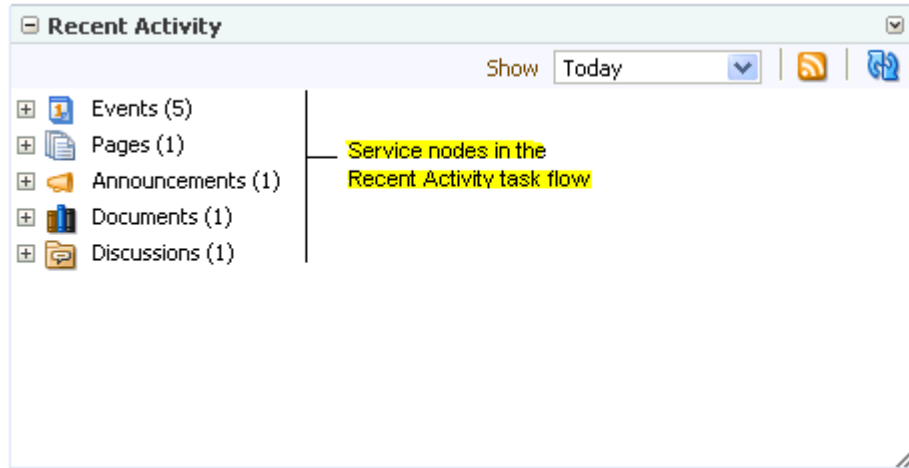 Recent Activity
Show Today
Events (5)
Pages (1)
Announcements (1)
Documents (1)
Discussions (1)
Service nodes in the
Recent Activity task flow